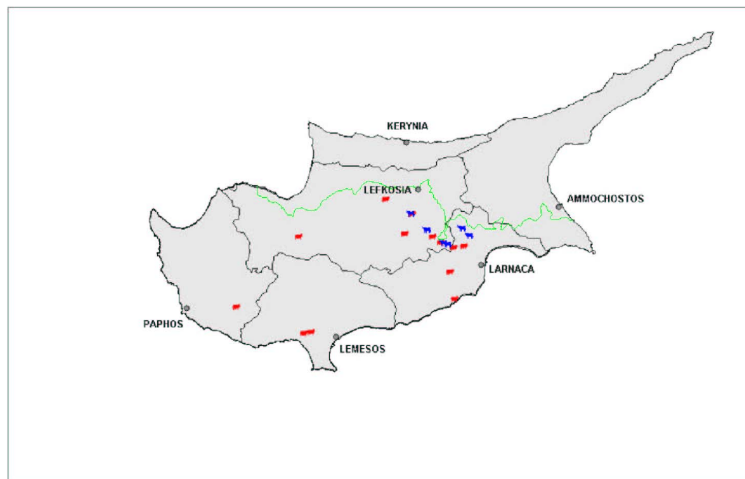 KERYNIA
LEFKOSIA
AMMOCHOSTOS
LARNACA
PAPHOS
LEMESOS